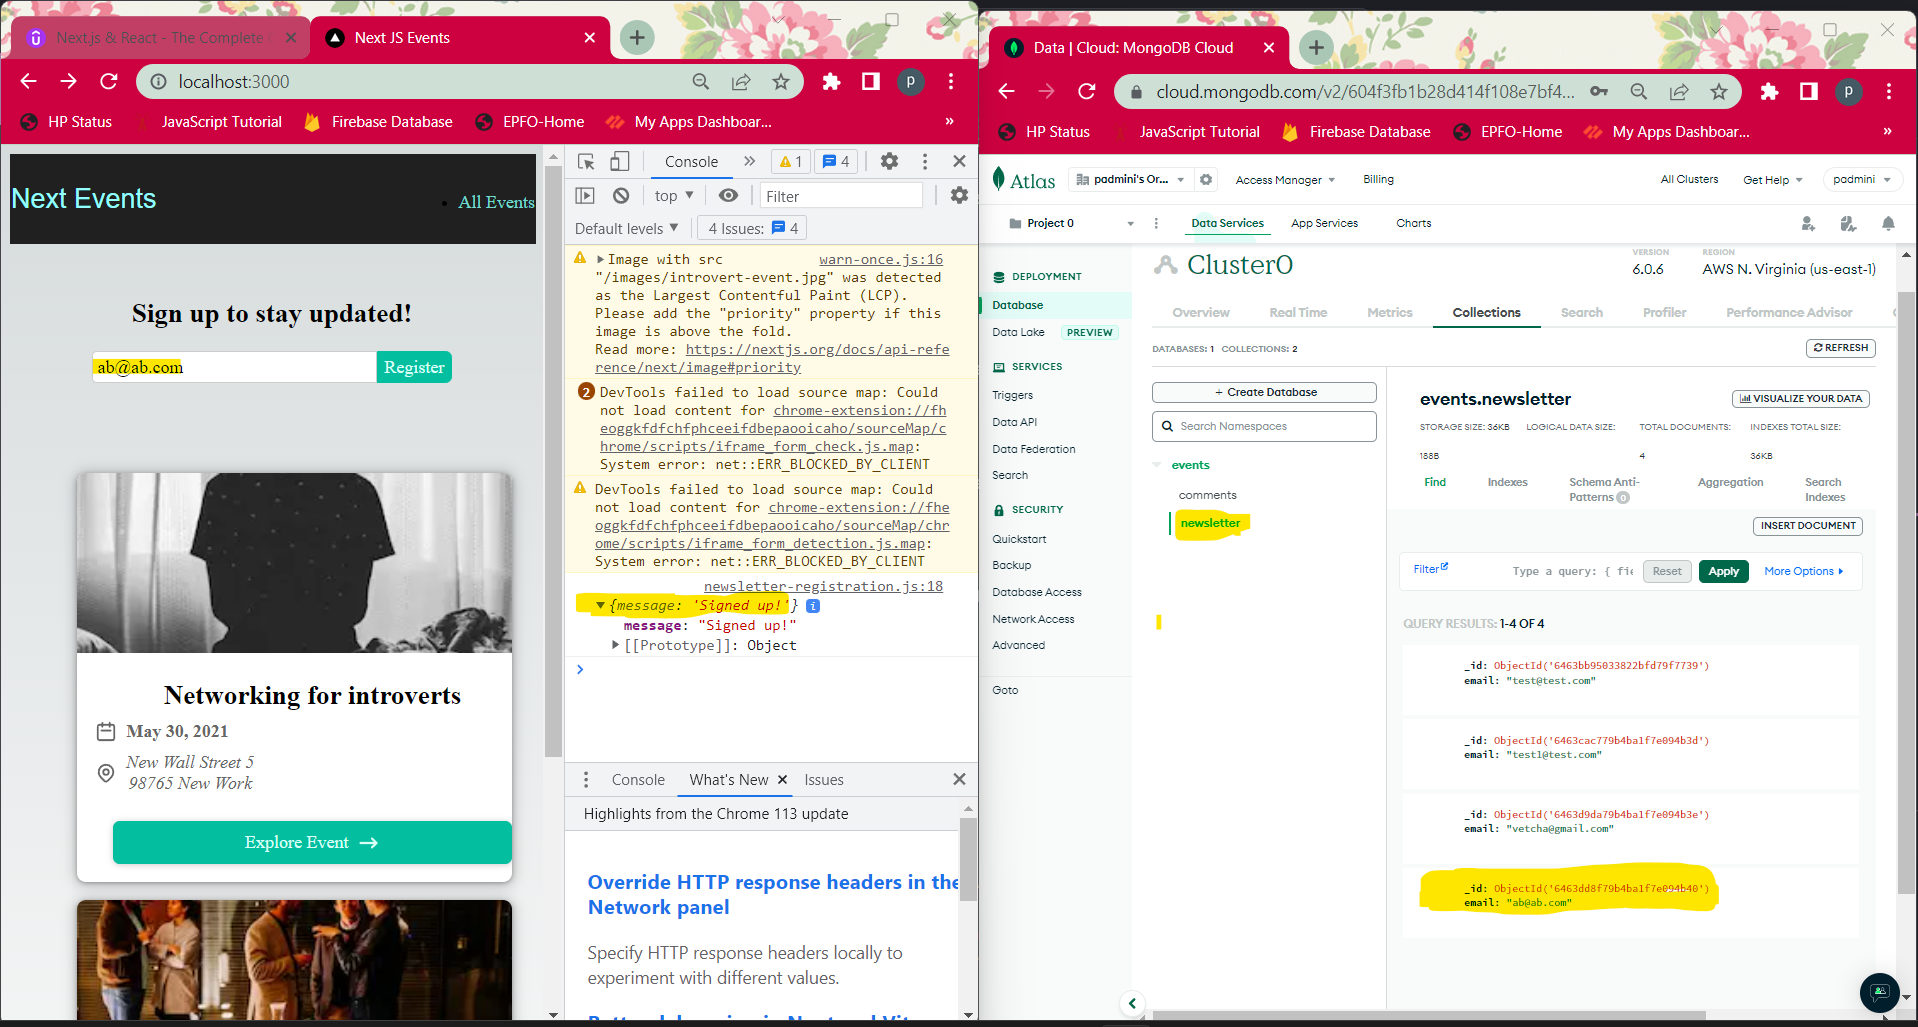 Next.js & React - The Complete
Next JS Events
localhost:3000
p
HP Status
JavaScript Tutorial
Firebase Database
EPFO-Home
My Apps Dashboar...
»
Next Events
All Events
Sign up to stay updated!
ab@ab.com
Register
Networking for introverts
May 30, 2021
New Wall Street 5
98765 New Work
Explore Event →
Console
»
1
4
top ▼
Filter
Default levels ▼
4 Issues: 4
Image with src warn-once.js:16
"/images/introvert-event.jpg" was detected
as the Largest Contentful Paint (LCP).
Please add the "priority" property if this
image is above the fold.
Read more: https://nextjs.org/docs/api-refe
rence/next/image#priority
2 DevTools failed to load source map: Could
not load content for chrome-extension://fh
eoggkfdfchfphceeifdbepaooicaho/sourceMap/c
hrome/scripts/iframe_form_check.js.map:
System error: net::ERR_BLOCKED_BY_CLIENT
DevTools failed to load source map: Could
not load content for chrome-extension://fhe
oggkfdfchfphceeifdbepaooicaho/sourceMap/chr
ome/scripts/iframe_form_detection.js.map:
System error: net::ERR_BLOCKED_BY_CLIENT
newsletter-registration.js:18
▼{message: 'Signed up!'} i
message: "Signed up!"
▶[[Prototype]]: Object
Console
What's New
Issues
Highlights from the Chrome 113 update
Override HTTP response headers in the
Network panel
Specify HTTP response headers locally to
experiment with different values.
Data | Cloud: MongoDB Cloud
cloud.mongodb.com/v2/604f3fb1b28d414f108e7bf4...
p
HP Status
JavaScript Tutorial
Firebase Database
EPFO-Home
My Apps Dashboar...
»
Atlas
padmini's Or...
Access Manager
Billing
All Clusters
Get Help
padmini
Project 0
Data Services
App Services
Charts
DEPLOYMENT
Database
Data Lake
PREVIEW
SERVICES
Triggers
Data API
Data Federation
Search
SECURITY
Quickstart
Backup
Database Access
Network Access
Advanced
Goto
Cluster0
VERSION
6.0.6
REGION
AWS N. Virginia (us-east-1)
Overview
Real Time
Metrics
Collections
Search
Profiler
Performance Advisor
DATABASES: 1 COLLECTIONS: 2
REFRESH
+ Create Database
Search Namespaces
events
comments
newsletter
events.newsletter
VISUALIZE YOUR DATA
STORAGE SIZE: 36KB
LOGICAL DATA SIZE:
188B
TOTAL DOCUMENTS:
4
INDEXES TOTAL SIZE:
36KB
Find
Indexes
Schema Anti-
Patterns 0
Aggregation
Search
Indexes
INSERT DOCUMENT
Filter
Type a query: { fie
Reset
Apply
More Options
QUERY RESULTS: 1-4 OF 4
_id: ObjectId('6463bb95033822bfd79f7739')
email: "test@test.com"
_id: ObjectId('6463cac779b4ba1f7e094b3d')
email: "test1@test.com"
_id: ObjectId('6463d9da79b4ba1f7e094b3e')
email: "vetcha@gmail.com"
_id: ObjectId('6463dd8f79b4ba1f7e094b40')
email: "ab@ab.com"